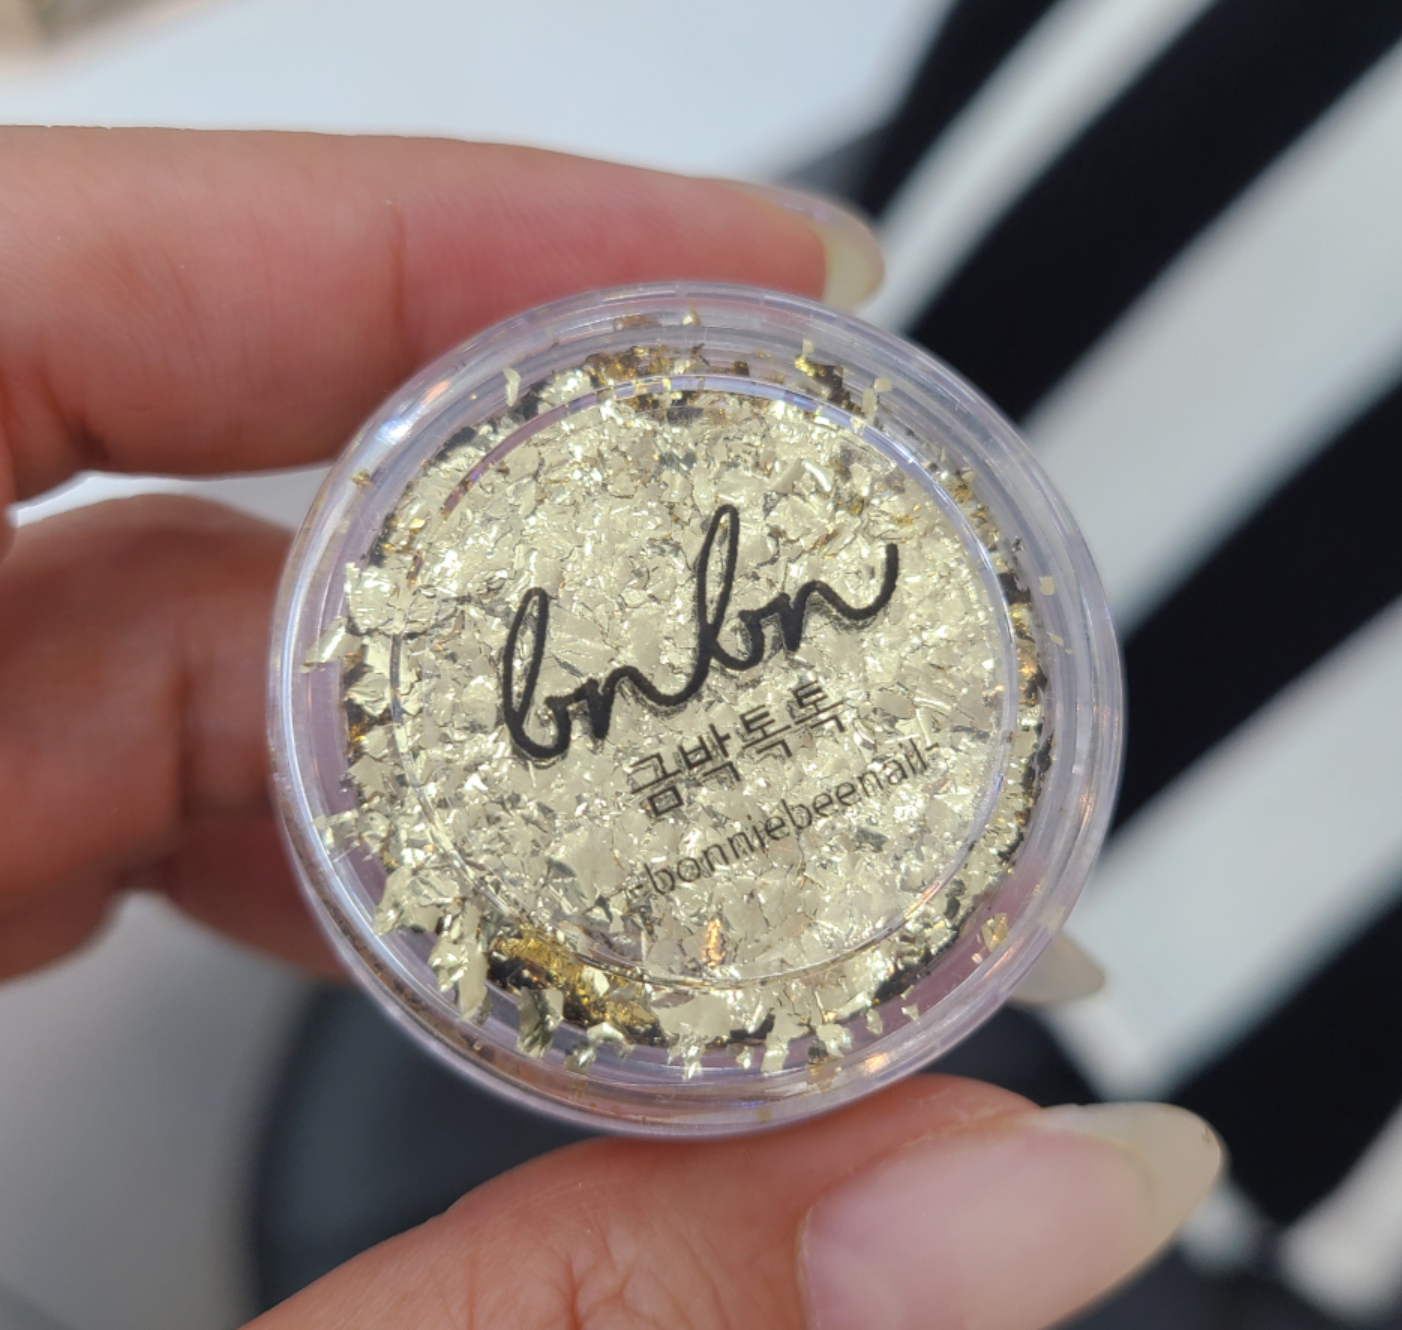 bnbn
금박톡톡
-bonniebeenail-